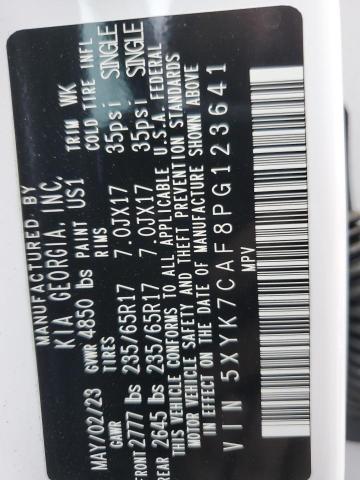 MANUFACTURED BY
KIA GEORGIA, INC.
MAY/02/23 GVWR 4850 lbs PAINT US1 TRIM WK
GAWR TIRES RIMS COLD TIRE INFL
FRONT 2777 lbs 235/65R17 7.0JX17 35psi SINGLE
REAR 2645 lbs 235/65R17 7.0JX17 35psi SINGLE
THIS VEHICLE CONFORMS TO ALL APPLICABLE U.S.A. FEDERAL
MOTOR VEHICLE SAFETY AND THEFT PREVENTION STANDARDS
IN EFFECT ON THE DATE OF MANUFACTURE SHOWN ABOVE
VIN 5XYK7CAF8PG123641
MPV